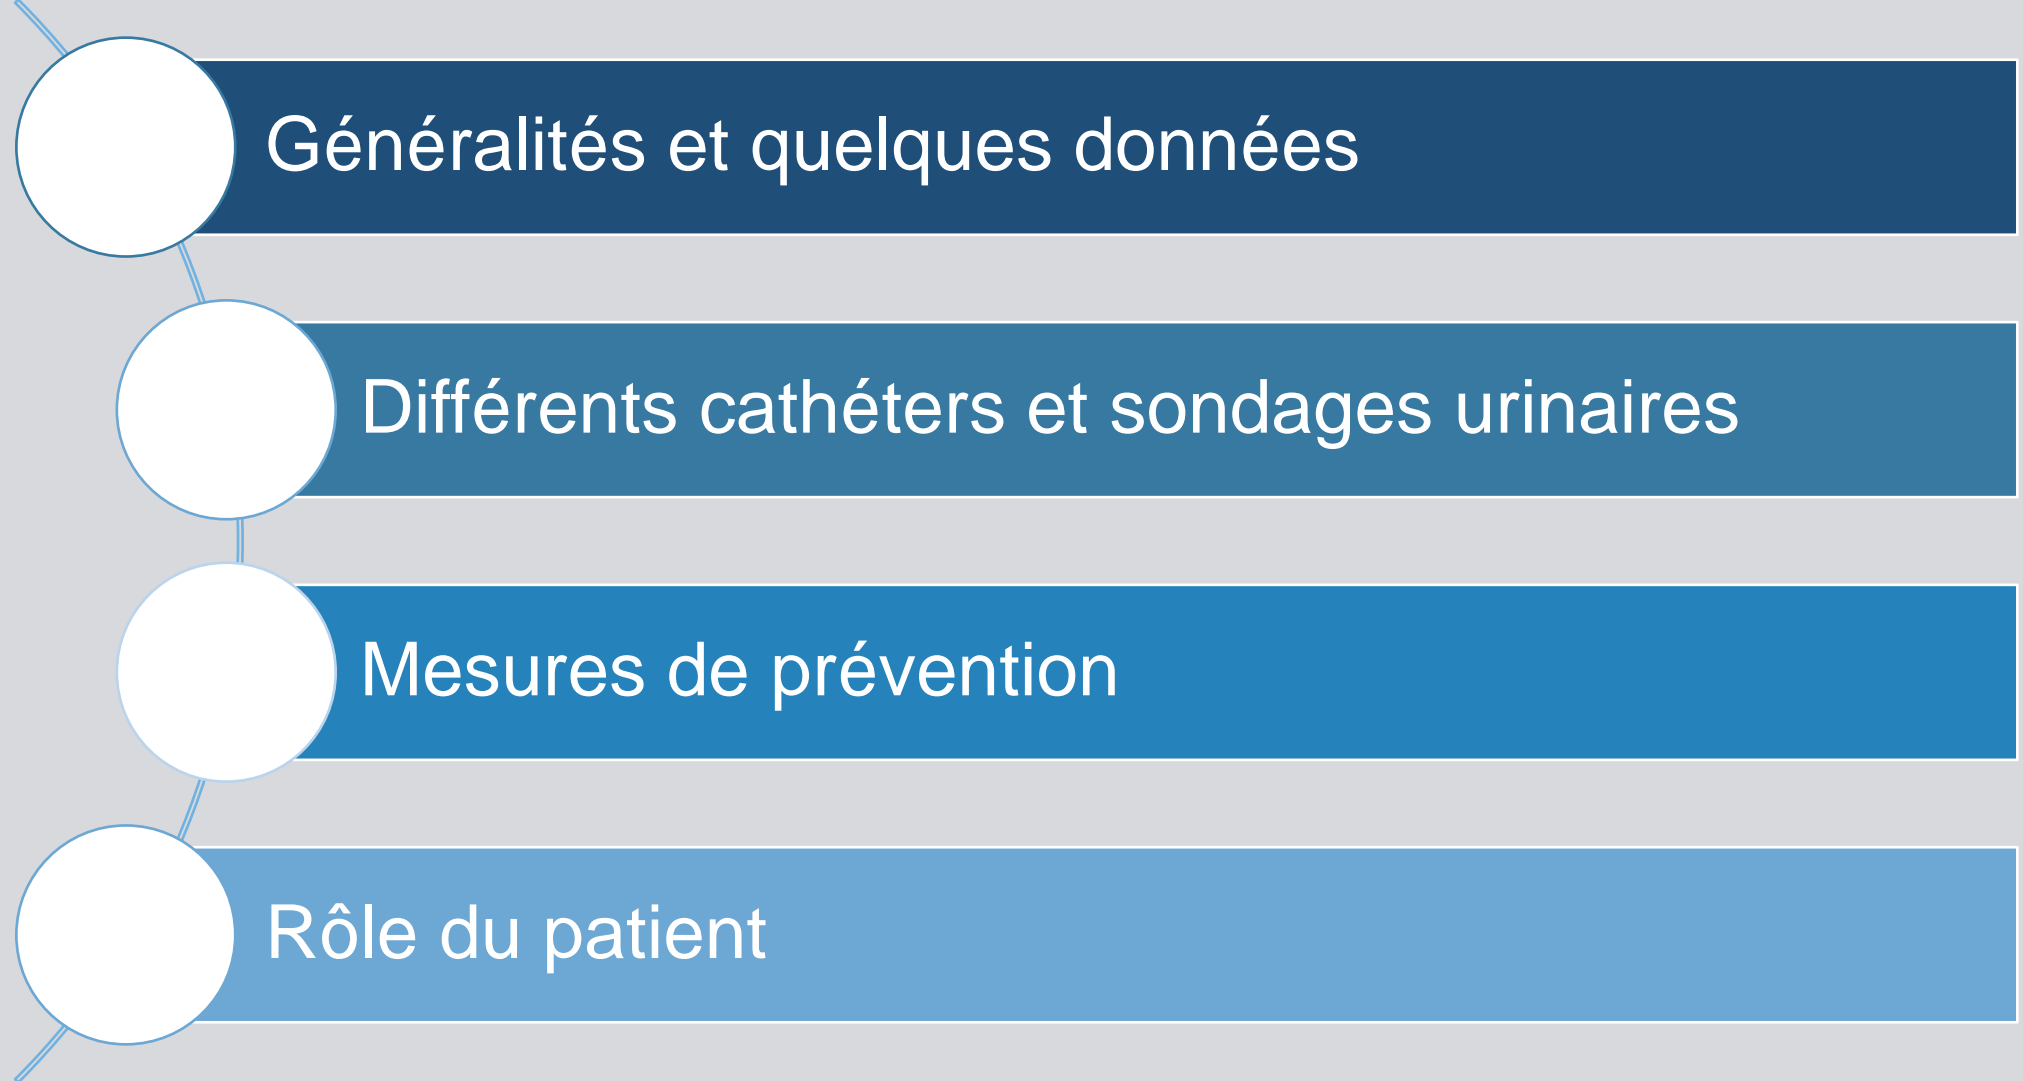 Généralités et quelques données
Différents cathéters et sondages urinaires
Mesures de prévention
Rôle du patient